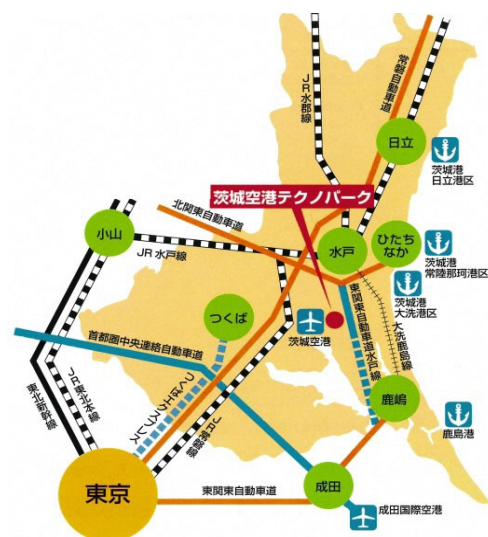 JR水郡線
常磐自動車道
日立
茨城港
日立港区
茨城空港テクノパーク
北関東自動車道
小山
JR水戸線
水戸
ひたち
なか
茨城港
常陸那珂港区
茨城港
大洗港区
つくば
茨城空港
首都圏中央連絡自動車道
東関東自動車道水戸線
大洗鹿島線
つくばエクスプレス
JR常磐線
東北新幹線
JR東北本線
鹿嶋
鹿島港
東京
東関東自動車道
成田
成田国際空港